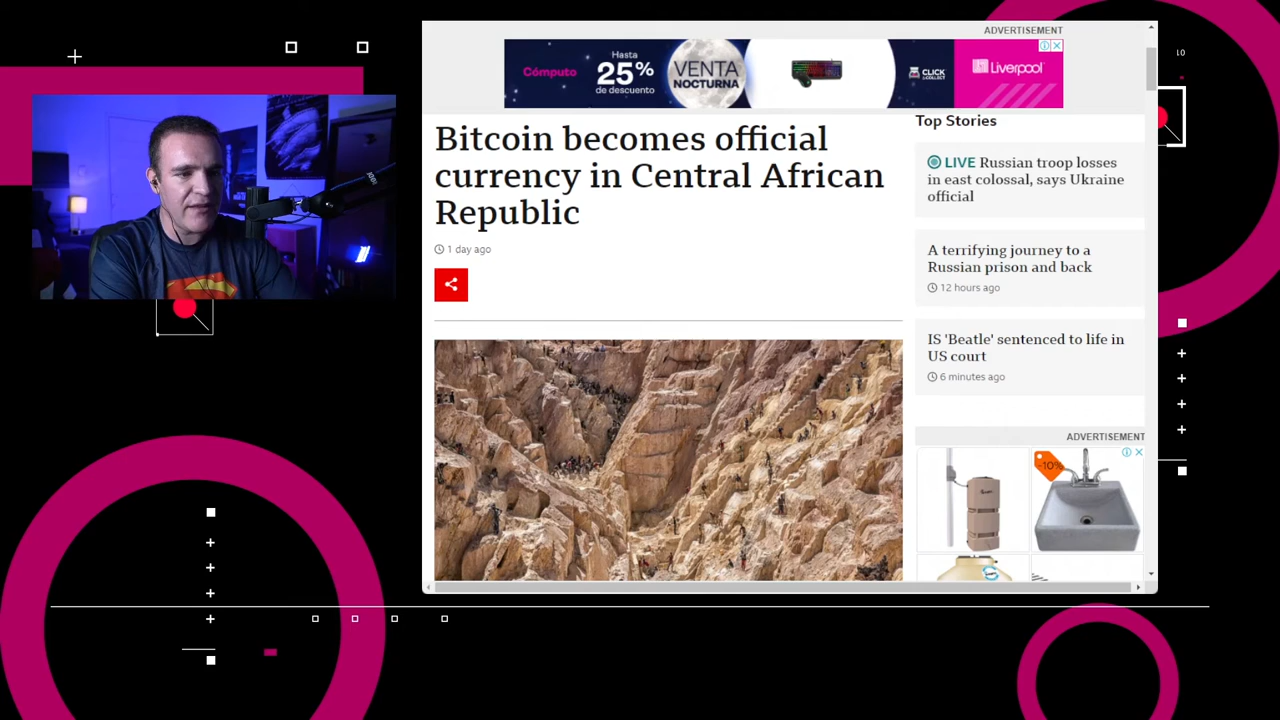 ADVERTISEMENT
Cómputo
Hasta
25%
de descuento
VENTA
NOCTURNA
CLICK
&COLLECT
Liverpool
Bitcoin becomes official
currency in Central African
Republic
1 day ago
Top Stories
LIVE Russian troop losses
in east colossal, says Ukraine
official
A terrifying journey to a
Russian prison and back
12 hours ago
IS 'Beatle' sentenced to life in
US court
6 minutes ago
ADVERTISEMENT
-10%
10